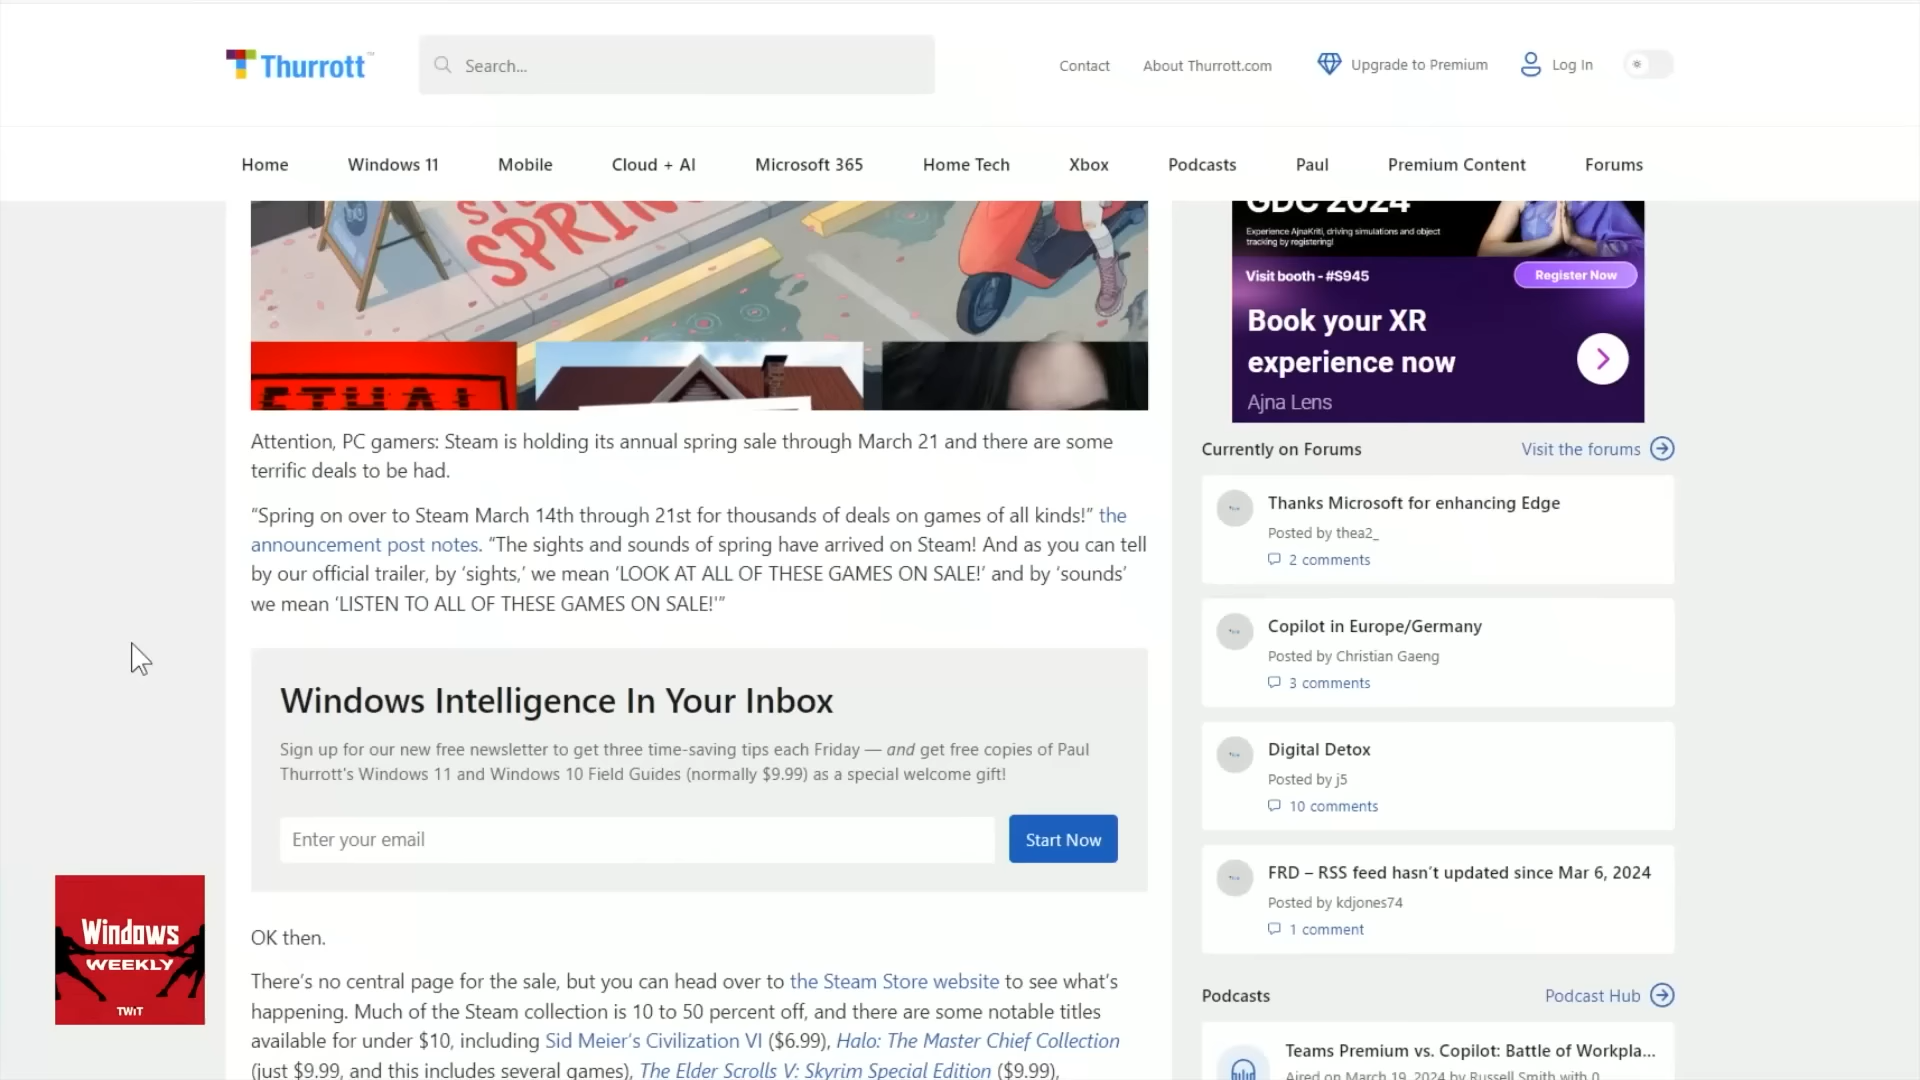 Thurrott
Search...
Contact
About Thurrott.com
Upgrade to Premium
Log In
Home
Windows 11
Mobile
Cloud + AI
Microsoft 365
Home Tech
Xbox
Podcasts
Paul
Premium Content
Forums
SPRIN
Attention, PC gamers: Steam is holding its annual spring sale through March 21 and there are some
terrific deals to be had.
“Spring on over to Steam March 14th through 21st for thousands of deals on games of all kinds!” the
announcement post notes. “The sights and sounds of spring have arrived on Steam! And as you can tell
by our official trailer, by ‘sights,’ we mean ‘LOOK AT ALL OF THESE GAMES ON SALE!’ and by ‘sounds’
we mean ‘LISTEN TO ALL OF THESE GAMES ON SALE!'”
Windows Intelligence In Your Inbox
Sign up for our new free newsletter to get three time-saving tips each Friday — and get free copies of Paul
Thurrott's Windows 11 and Windows 10 Field Guides (normally $9.99) as a special welcome gift!
Enter your email
Start Now
OK then.
There’s no central page for the sale, but you can head over to the Steam Store website to see what’s
happening. Much of the Steam collection is 10 to 50 percent off, and there are some notable titles
available for under $10, including Sid Meier’s Civilization VI ($6.99), Halo: The Master Chief Collection
(just $9.99, and this includes several games), The Elder Scrolls V: Skyrim Special Edition ($9.99),
GDC 2024
Experience AjnaKriti, driving simulations and object
tracking by registering!
Visit booth - #S945
Register Now
Book your XR
experience now
Ajna Lens
Currently on Forums
Visit the forums
Thanks Microsoft for enhancing Edge
Posted by thea2_
2 comments
Copilot in Europe/Germany
Posted by Christian Gaeng
3 comments
Digital Detox
Posted by j5
10 comments
FRD – RSS feed hasn’t updated since Mar 6, 2024
Posted by kdjones74
1 comment
Podcasts
Podcast Hub
Teams Premium vs. Copilot: Battle of Workpla...
Aired on March 19, 2024 by Russell Smith with 0
Windows
WEEKLY
TWiT